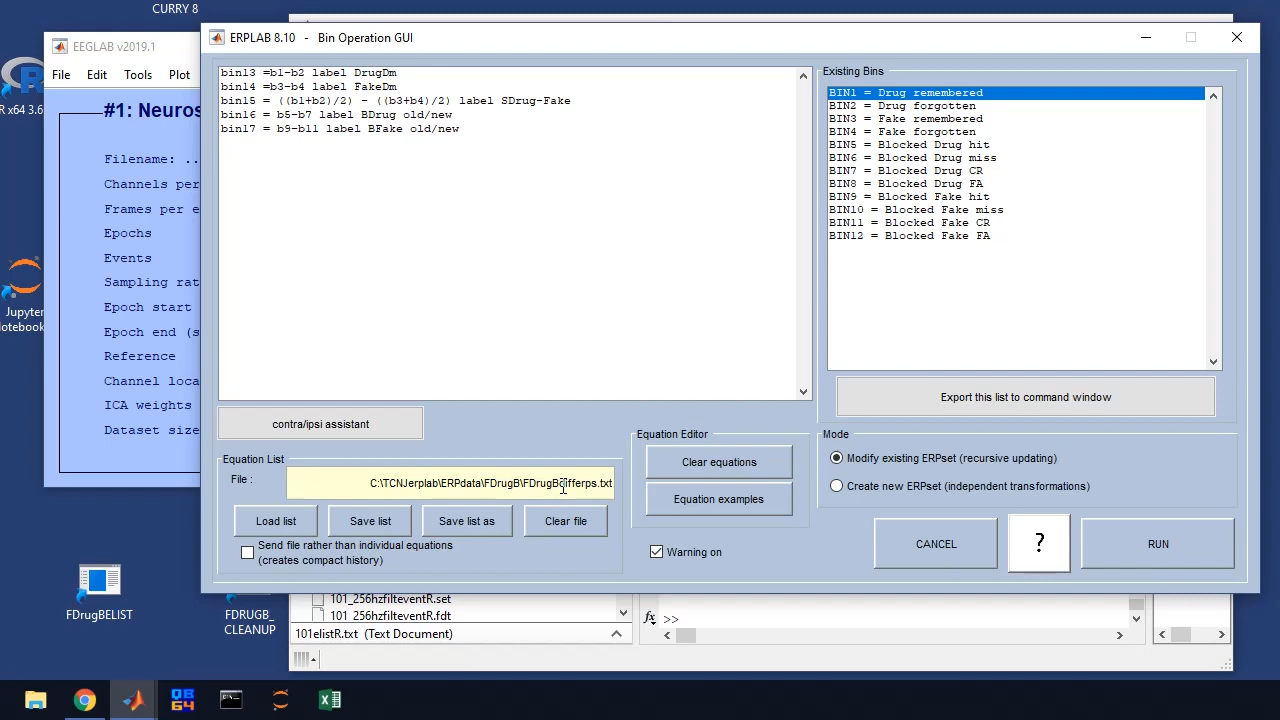 CURRY 8
EEGLAB v2019.1
File Edit Tools Plot
#1: Neuros
Filename: ..
Channels per
Frames per e
Epochs
Events
Sampling rat
Epoch start
Epoch end (s
Reference
Channel loca
ICA weights
Dataset size
R x64 3.6
Jupyter
Notebook
FDrugBELIST
FDRUGB_
CLEANUP
ERPLAB 8.10 - Bin Operation GUI
bin13 =b1-b2 label DrugDm
bin14 =b3-b4 label FakeDm
bin15 = ((b1+b2)/2) - ((b3+b4)/2) label SDrug-Fake
bin16 = b5-b7 label BDrug old/new
bin17 = b9-b11 label BFake old/new
Existing Bins
BIN1 = Drug remembered
BIN2 = Drug forgotten
BIN3 = Fake remembered
BIN4 = Fake forgotten
BIN5 = Blocked Drug hit
BIN6 = Blocked Drug miss
BIN7 = Blocked Drug CR
BIN8 = Blocked Drug FA
BIN9 = Blocked Fake hit
BIN10 = Blocked Fake miss
BIN11 = Blocked Fake CR
BIN12 = Blocked Fake FA
Export this list to command window
contra/ipsi assistant
Equation List
File :
Load list
Save list
Save list as
Clear file
Send file rather than individual equations
(creates compact history)
Equation Editor
Clear equations
Equation examples
Warning on
Mode
Modify existing ERPset (recursive updating)
Create new ERPset (independent transformations)
CANCEL
?
RUN
101_256hzfilteventR.set
101_256hzfilteventR.fdt
101elistR.txt (Text Document)
fx >>
QB
64